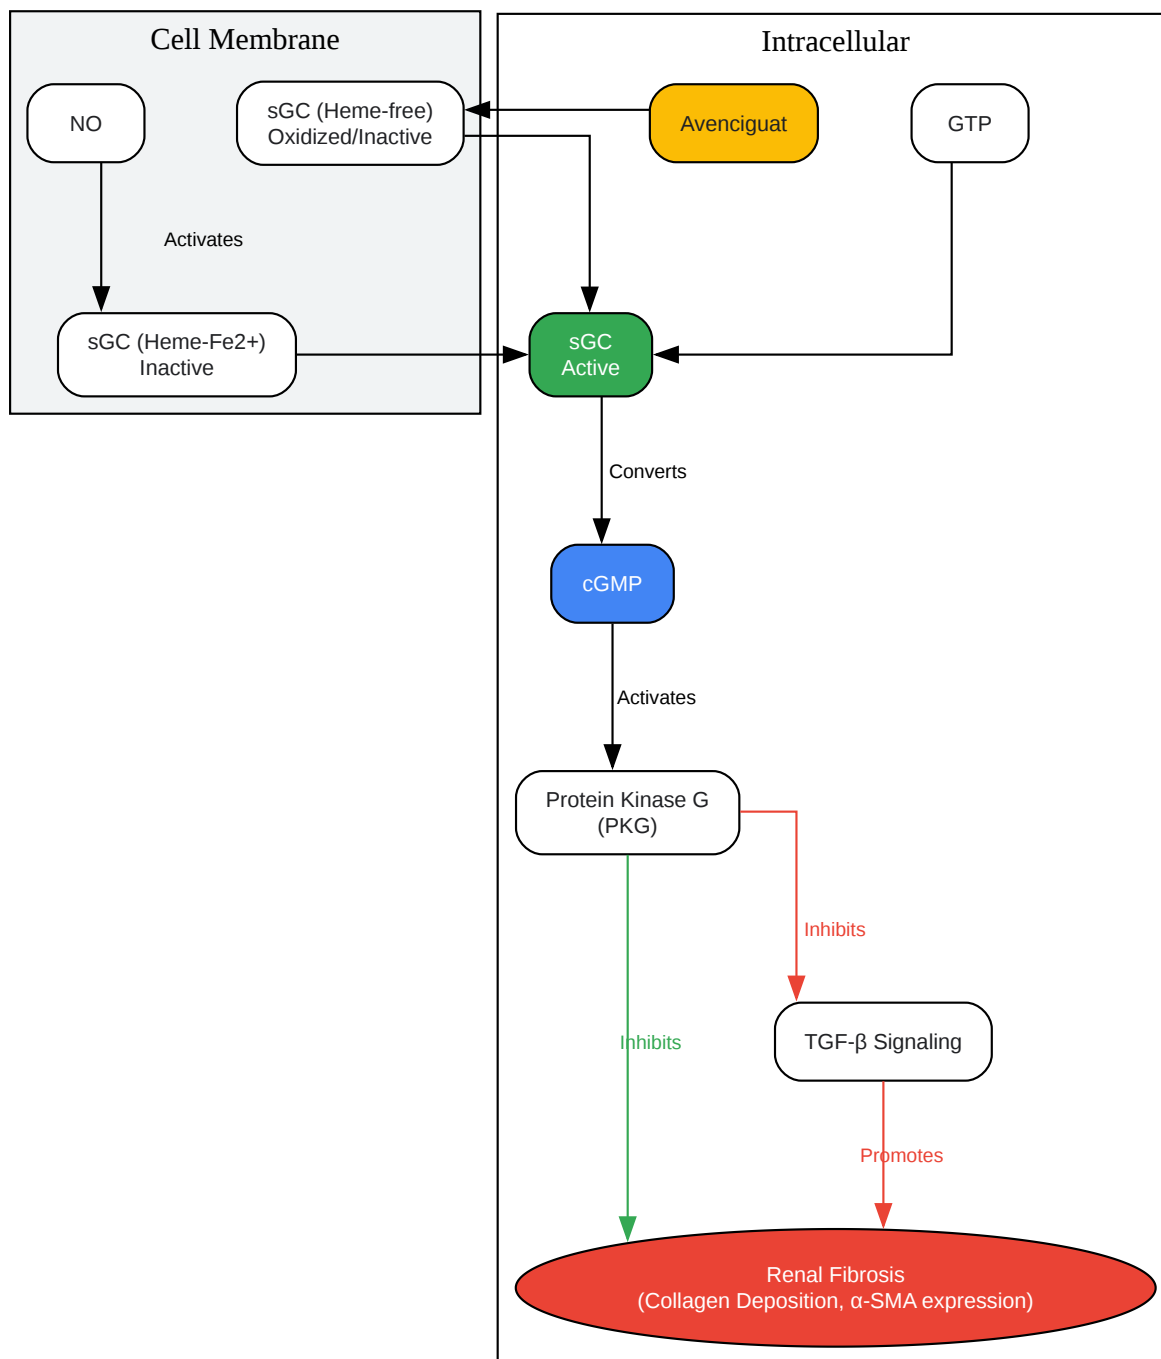 Cell Membrane
Intracellular
NO
sGC (Heme-free)
Oxidized/Inactive
Avenciguat
GTP
Activates
sGC (Heme-Fe2+)
Inactive
sGC
Active
Converts
cGMP
Activates
Protein Kinase G
(PKG)
Inhibits
Inhibits
TGF-β Signaling
Promotes
Renal Fibrosis
(Collagen Deposition, α-SMA expression)